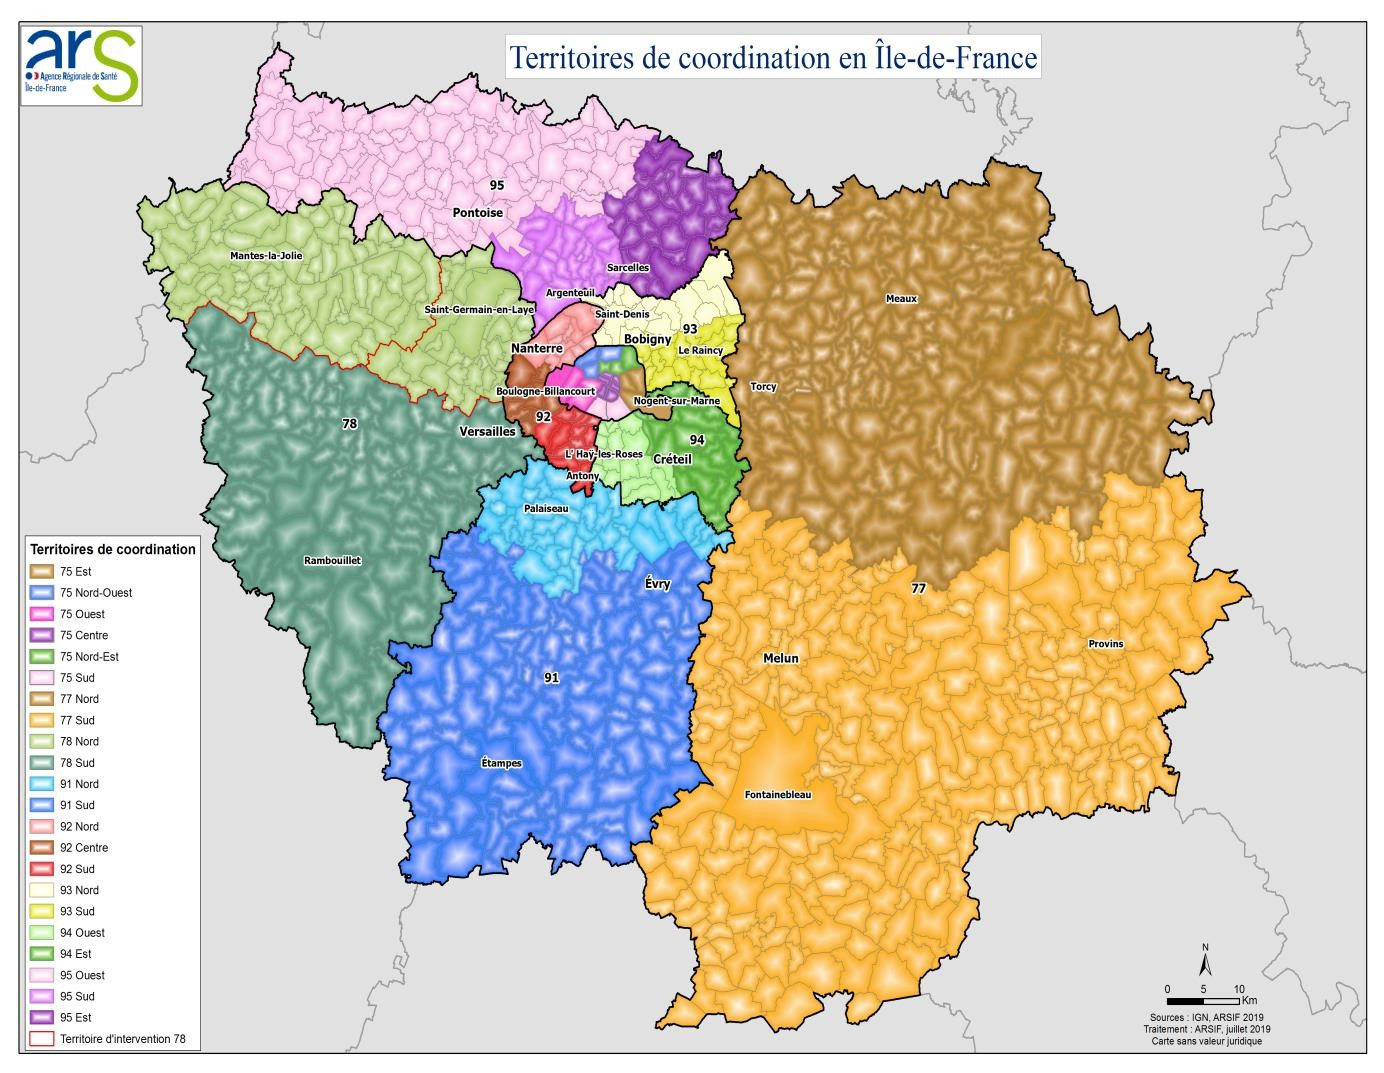 ars
Agence Régionale de Santé
Île-de-France
Territoires de coordination en Île-de-France
95
Pontoise
Mantes-la-Jolie
Sarcelles
Argenteuil
Meaux
Saint-Germain-en-Laye
Saint-Denis
93
Bobigny
Nanterre
Le Raincy
Torcy
Boulogne-Billancourt
Nogent-sur-Marne
92
78
Versailles
94
L' Haÿ-les-Roses
Créteil
Antony
Palaiseau
Rambouillet
Évry
77
Provins
Melun
91
Étampes
Fontainebleau
Territoires de coordination
75 Est
75 Nord-Ouest
75 Ouest
75 Centre
75 Nord-Est
75 Sud
77 Nord
77 Sud
78 Nord
78 Sud
91 Nord
91 Sud
92 Nord
92 Centre
92 Sud
93 Nord
93 Sud
94 Ouest
94 Est
95 Ouest
95 Sud
95 Est
Territoire d'intervention 78
N
0 5 10
Km
Sources : IGN, ARSIF 2019
Traitement : ARSIF, juillet 2019
Carte sans valeur juridique